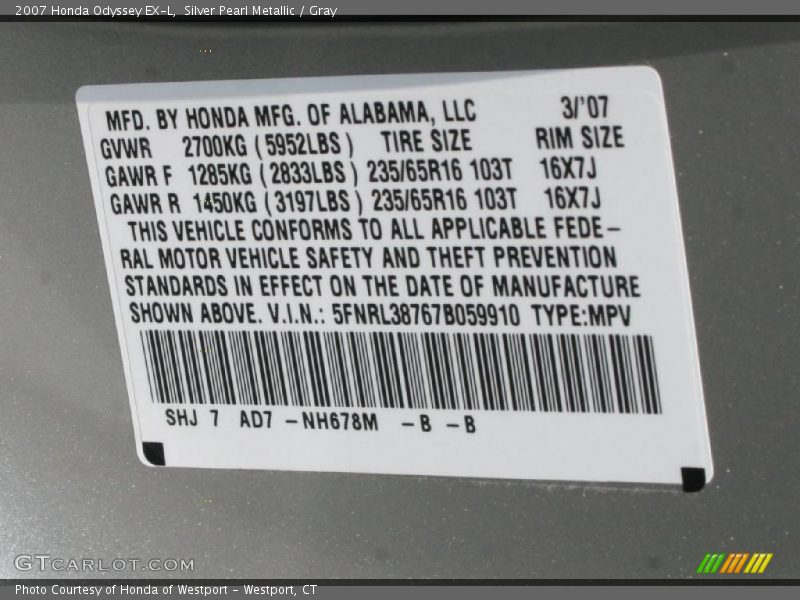 2007 Honda Odyssey EX-L, Silver Pearl Metallic / Gray
MFD. BY HONDA MFG. OF ALABAMA, LLC 3/'07
GVWR 2700KG (5952LBS) TIRE SIZE RIM SIZE
GAWR F 1285KG (2833LBS) 235/65R16 103T 16X7J
GAWR R 1450KG (3197LBS) 235/65R16 103T 16X7J
THIS VEHICLE CONFORMS TO ALL APPLICABLE FEDE-
RAL MOTOR VEHICLE SAFETY AND THEFT PREVENTION
STANDARDS IN EFFECT ON THE DATE OF MANUFACTURE
SHOWN ABOVE. V.I.N.: 5FNRL38767B059910 TYPE:MPV
SHJ 7 AD7 -NH678M -B -B
GTCARLOT.COM
Photo Courtesy of Honda of Westport - Westport, CT